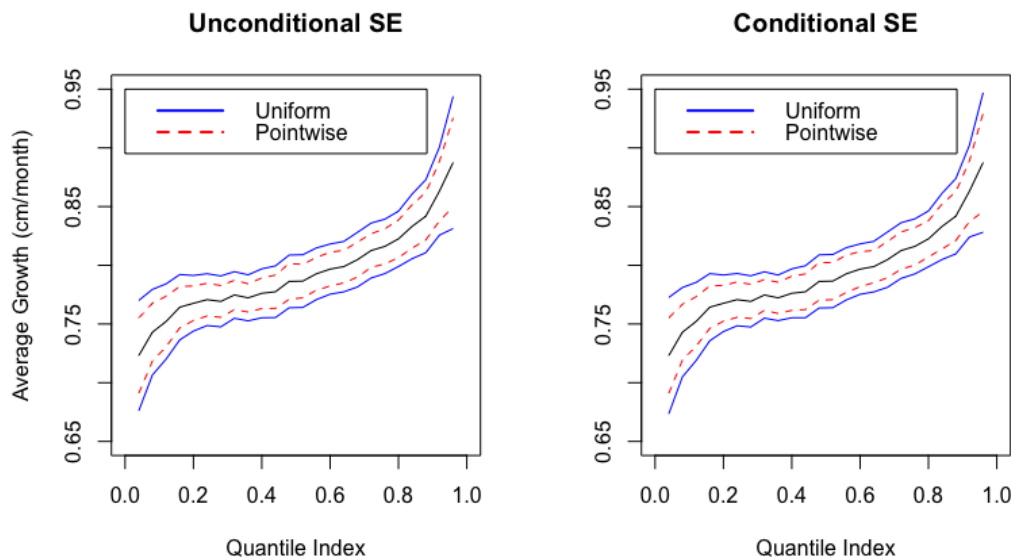 Unconditional SE
Average Growth (cm/month)
0.95
0.85
0.75
0.65
Uniform
Pointwise
0.0 0.2 0.4 0.6 0.8 1.0
Quantile Index
Conditional SE
0.95
0.85
0.75
0.65
Uniform
Pointwise
0.0 0.2 0.4 0.6 0.8 1.0
Quantile Index